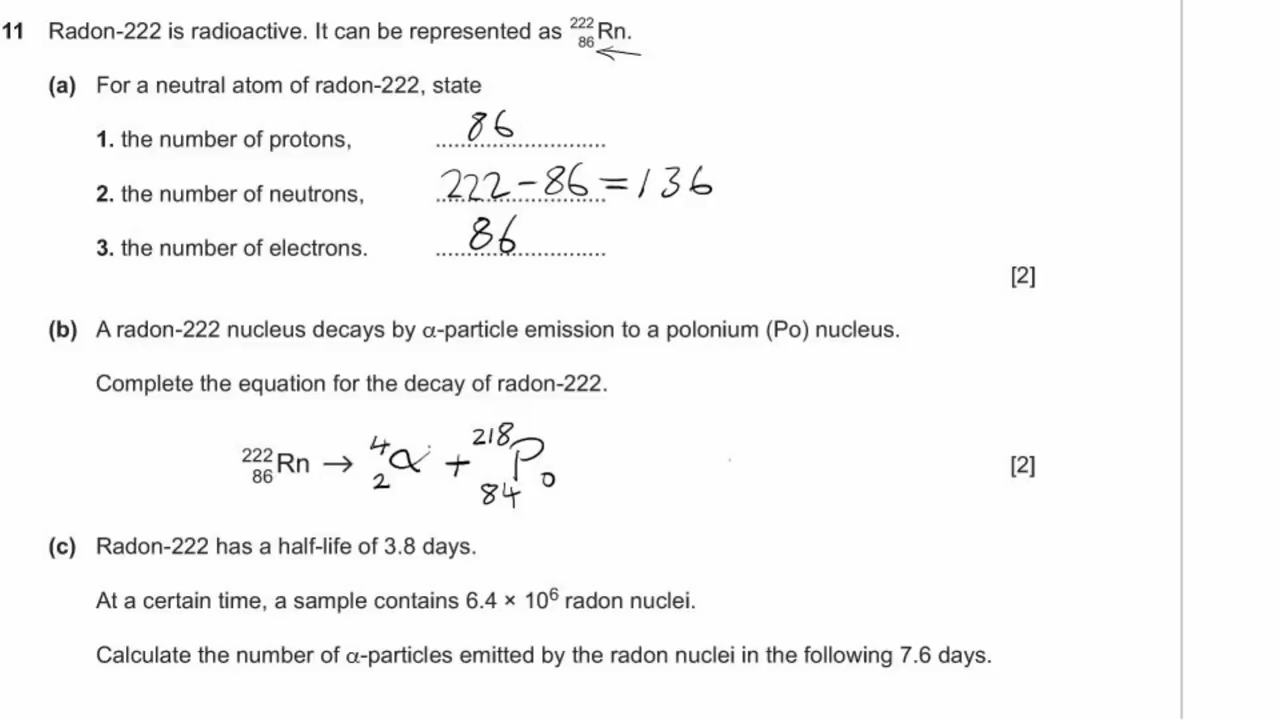 11 Radon-222 is radioactive. It can be represented as ²²²₈₆Rn.
(a) For a neutral atom of radon-222, state
1. the number of protons, 86
2. the number of neutrons, 222 - 86 = 136
3. the number of electrons. 86
[2]
(b) A radon-222 nucleus decays by α-particle emission to a polonium (Po) nucleus.
Complete the equation for the decay of radon-222.
²²²₈₆Rn → ⁴₂α + ²¹⁸₈₄Po [2]
(c) Radon-222 has a half-life of 3.8 days.
At a certain time, a sample contains 6.4 × 10⁶ radon nuclei.
Calculate the number of α-particles emitted by the radon nuclei in the following 7.6 days.